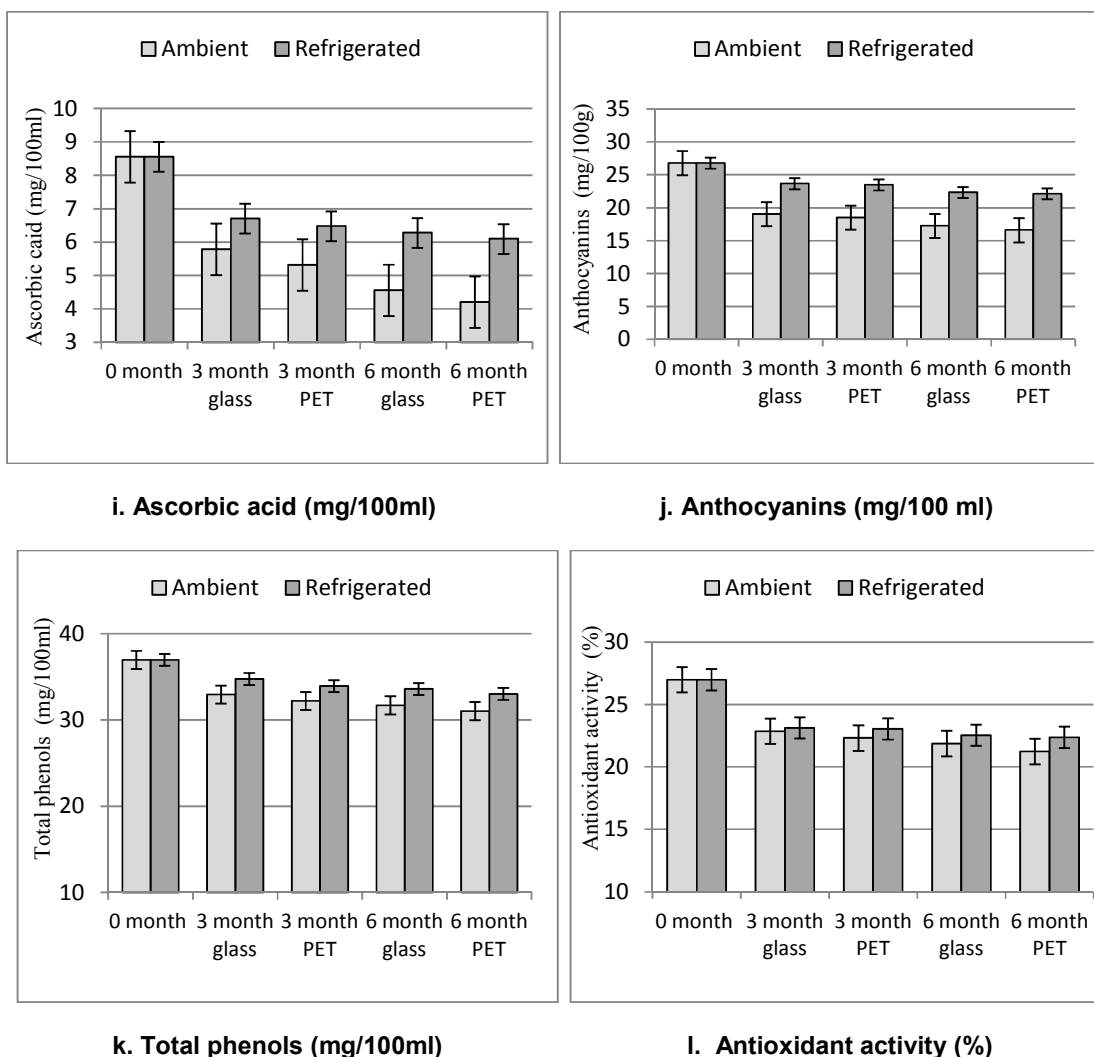 Ambient Refrigerated
Ascorbic caid (mg/100ml)
10
9
8
7
6
5
4
3
0 month 3 month 3 month 6 month 6 month
glass PET glass PET
i. Ascorbic acid (mg/100ml)
Ambient Refrigerated
Anthocyanins (mg/100g)
35
30
25
20
15
10
5
0
0 month 3 month 3 month 6 month 6 month
glass PET glass PET
j. Anthocyanins (mg/100 ml)
Ambient Refrigerated
Total phenols (mg/100ml)
40
30
20
10
0 month 3 month 3 month 6 month 6 month
glass PET glass PET
k. Total phenols (mg/100ml)
Ambient Refrigerated
Antioxidant activity (%)
30
25
20
15
10
0 month 3 month 3 month 6 month 6 month
glass PET glass PET
l. Antioxidant activity (%)